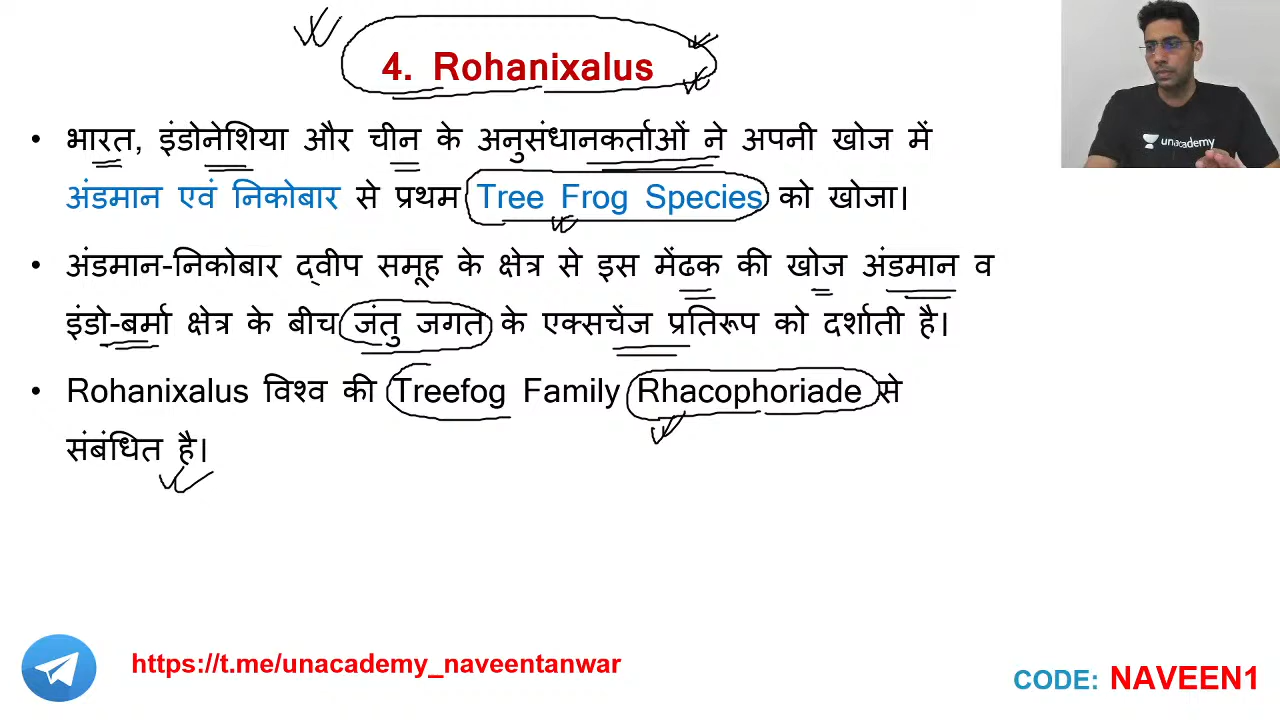 4. Rohanixalus
unacademy
• भारत, इंडोनेशिया और चीन के अनुसंधानकर्ताओं ने अपनी खोज में
अंडमान एवं निकोबार से प्रथम Tree Frog Species को खोजा।
• अंडमान-निकोबार द्वीप समूह के क्षेत्र से इस मेंढक की खोज अंडमान व
इंडो-बर्मा क्षेत्र के बीच जंतु जगत के एक्सचेंज प्रतिरूप को दर्शाती है।
• Rohanixalus विश्व की Treefog Family Rhacophoriade से
संबंधित है।
https://t.me/unacademy_naveentanwar
CODE: NAVEEN1